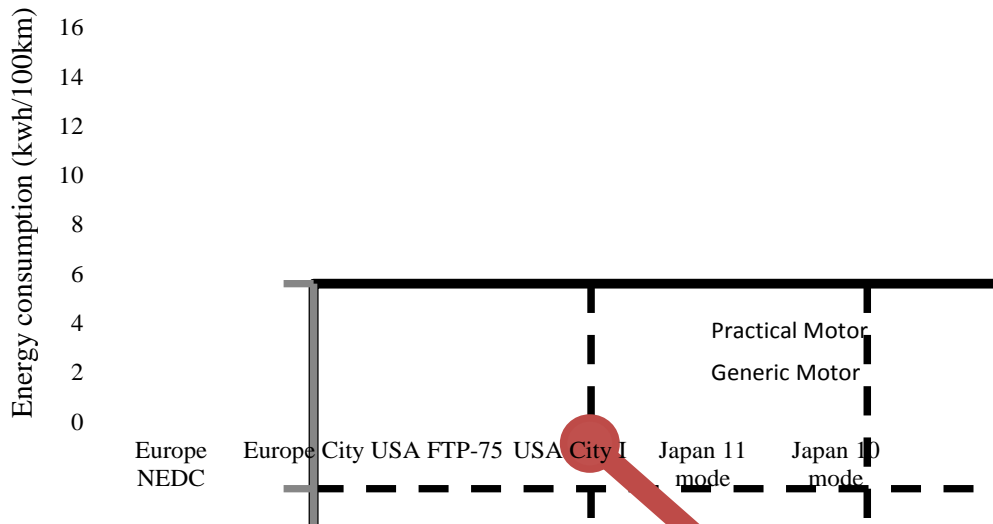 Energy consumption (kwh/100km)
16
14
12
10
8
6
4
2
0
Practical Motor
Generic Motor
Europe NEDC
Europe City
USA FTP-75
USA City I
Japan 11 mode
Japan 10 mode